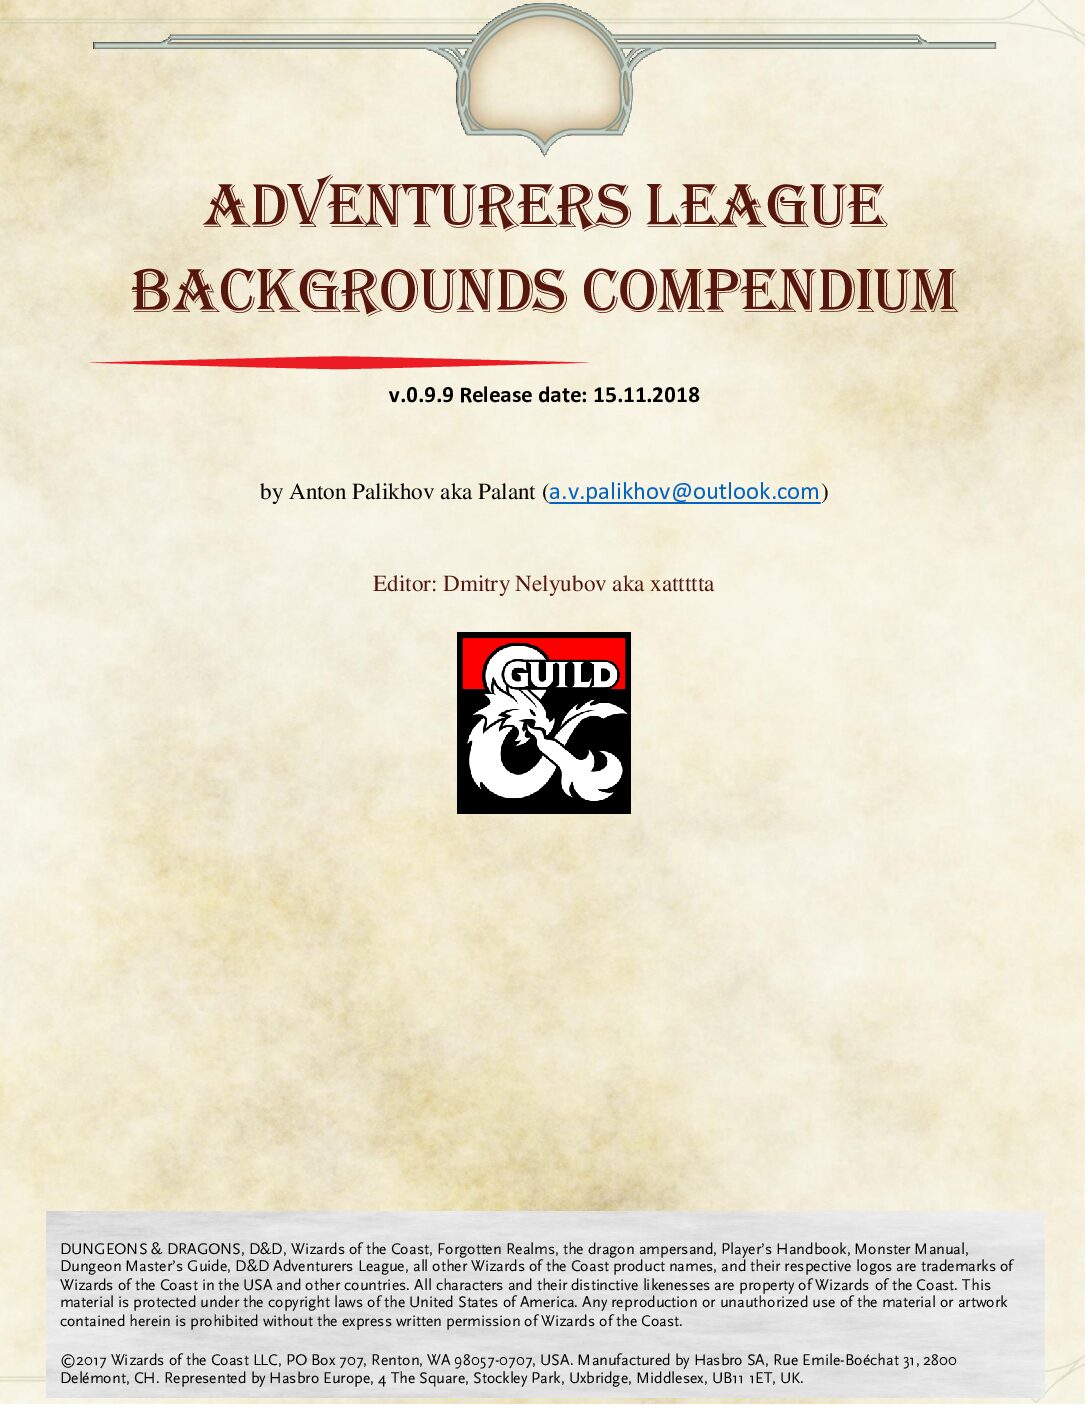 ADVENTURERS LEAGUE
BACKGROUNDS COMPENDIUM
v.0.9.9 Release date: 15.11.2018
by Anton Palikhov aka Palant (a.v.palikhov@outlook.com)
Editor: Dmitry Nelyubov aka xattttta
GUILD
DUNGEONS & DRAGONS, D&D, Wizards of the Coast, Forgotten Realms, the dragon ampersand, Player's Handbook, Monster Manual,
Dungeon Master's Guide, D&D Adventurers League, all other Wizards of the Coast product names, and their respective logos are trademarks of
Wizards of the Coast in the USA and other countries. All characters and their distinctive likenesses are property of Wizards of the Coast. This
material is protected under the copyright laws of the United States of America. Any reproduction or unauthorized use of the material or artwork
contained herein is prohibited without the express written permission of Wizards of the Coast.
©2017 Wizards of the Coast LLC, PO Box 707, Renton, WA 98057-0707, USA. Manufactured by Hasbro SA, Rue Emile-Boéchat 31, 2800
Delémont, CH. Represented by Hasbro Europe, 4 The Square, Stockley Park, Uxbridge, Middlesex, UB11 1ET, UK.